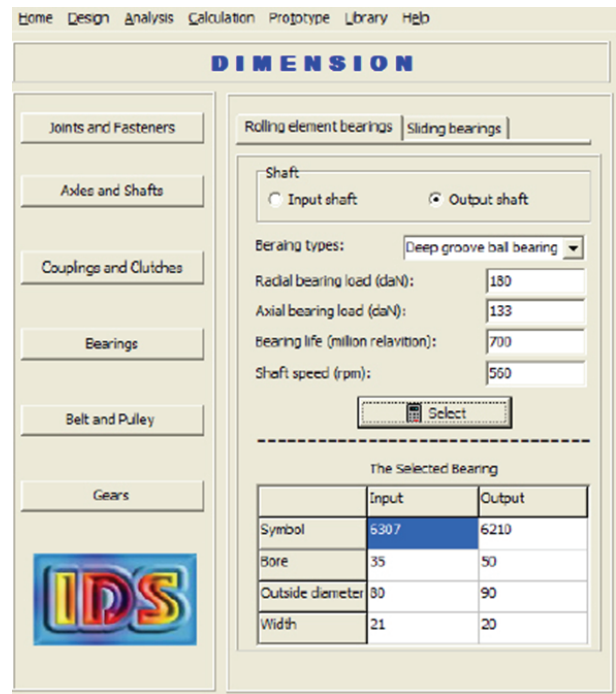 Home Design Analysis Calculation Prototype Library Help
DIMENSION
Joints and Fasteners
Axles and Shafts
Couplings and Clutches
Bearings
Belt and Pulley
Gears
IDS
Rolling element bearings Sliding bearings
Shaft
Input shaft Output shaft
Beraing types: Deep groove ball bearing
Radial bearing load (daN): 180
Axial bearing load (daN): 133
Bearing life (million relavition): 700
Shaft speed (rpm): 560
Select
The Selected Bearing
Input Output
Symbol 6307 6210
Bore 35 50
Outside diameter 80 90
Width 21 20